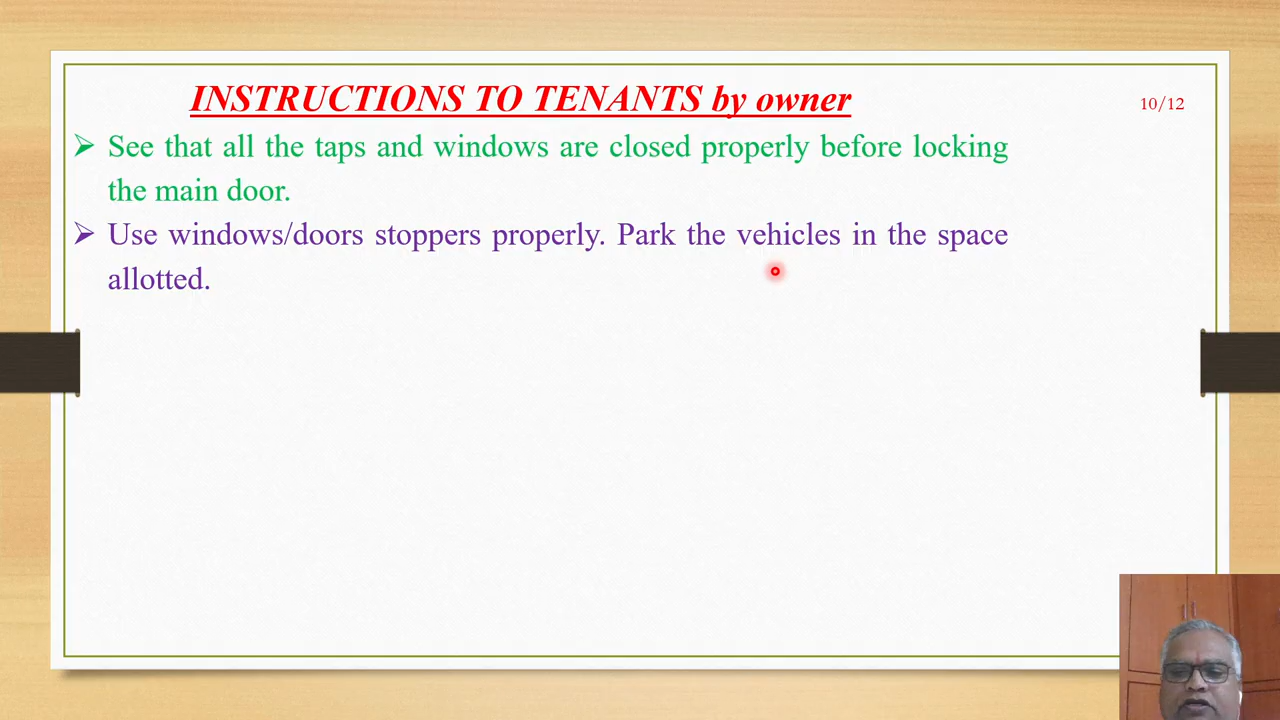 INSTRUCTIONS TO TENANTS by owner
10/12
See that all the taps and windows are closed properly before locking
the main door.
Use windows/doors stoppers properly. Park the vehicles in the space
allotted.